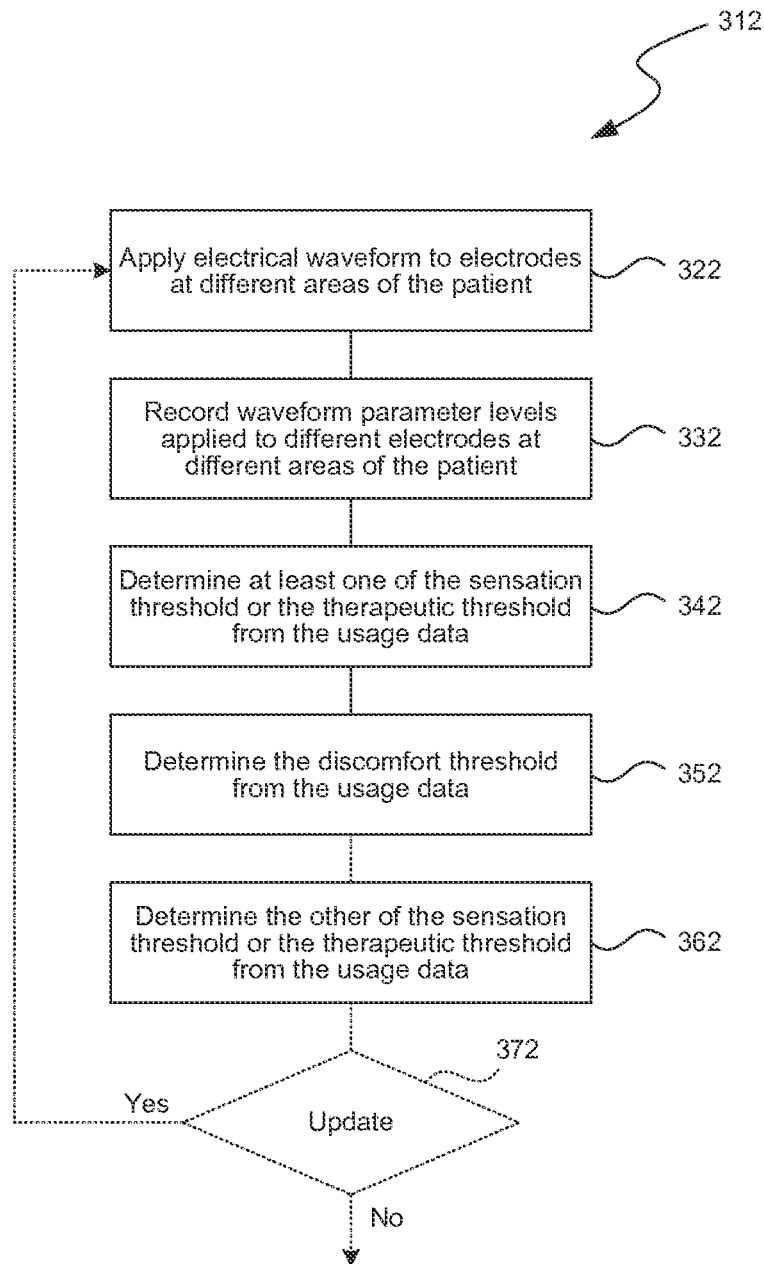 312
Apply electrical waveform to electrodes
at different areas of the patient
322
Record waveform parameter levels
applied to different electrodes at
different areas of the patient
332
Determine at least one of the sensation
threshold or the therapeutic threshold
from the usage data
342
Determine the discomfort threshold
from the usage data
352
Determine the other of the sensation
threshold or the therapeutic threshold
from the usage data
362
372
Yes
Update
No